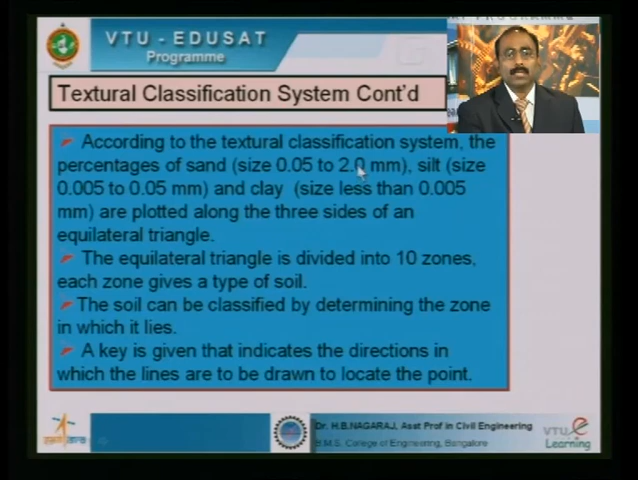 VTU - EDUSAT
Programme
Textural Classification System Cont'd
According to the textural classification system, the
percentages of sand (size 0.05 to 2.0 mm), silt (size
0.005 to 0.05 mm) and clay (size less than 0.005
mm) are plotted along the three sides of an
equilateral triangle.
The equilateral triangle is divided into 10 zones,
each zone gives a type of soil.
The soil can be classified by determining the zone
in which it lies.
A key is given that indicates the directions in
which the lines are to be drawn to locate the point.
Dr. H.B.NAGARAJ, Asst Prof in Civil Engineering
B.M.S. College of Engineering, Bangalore
VTU e
Learning